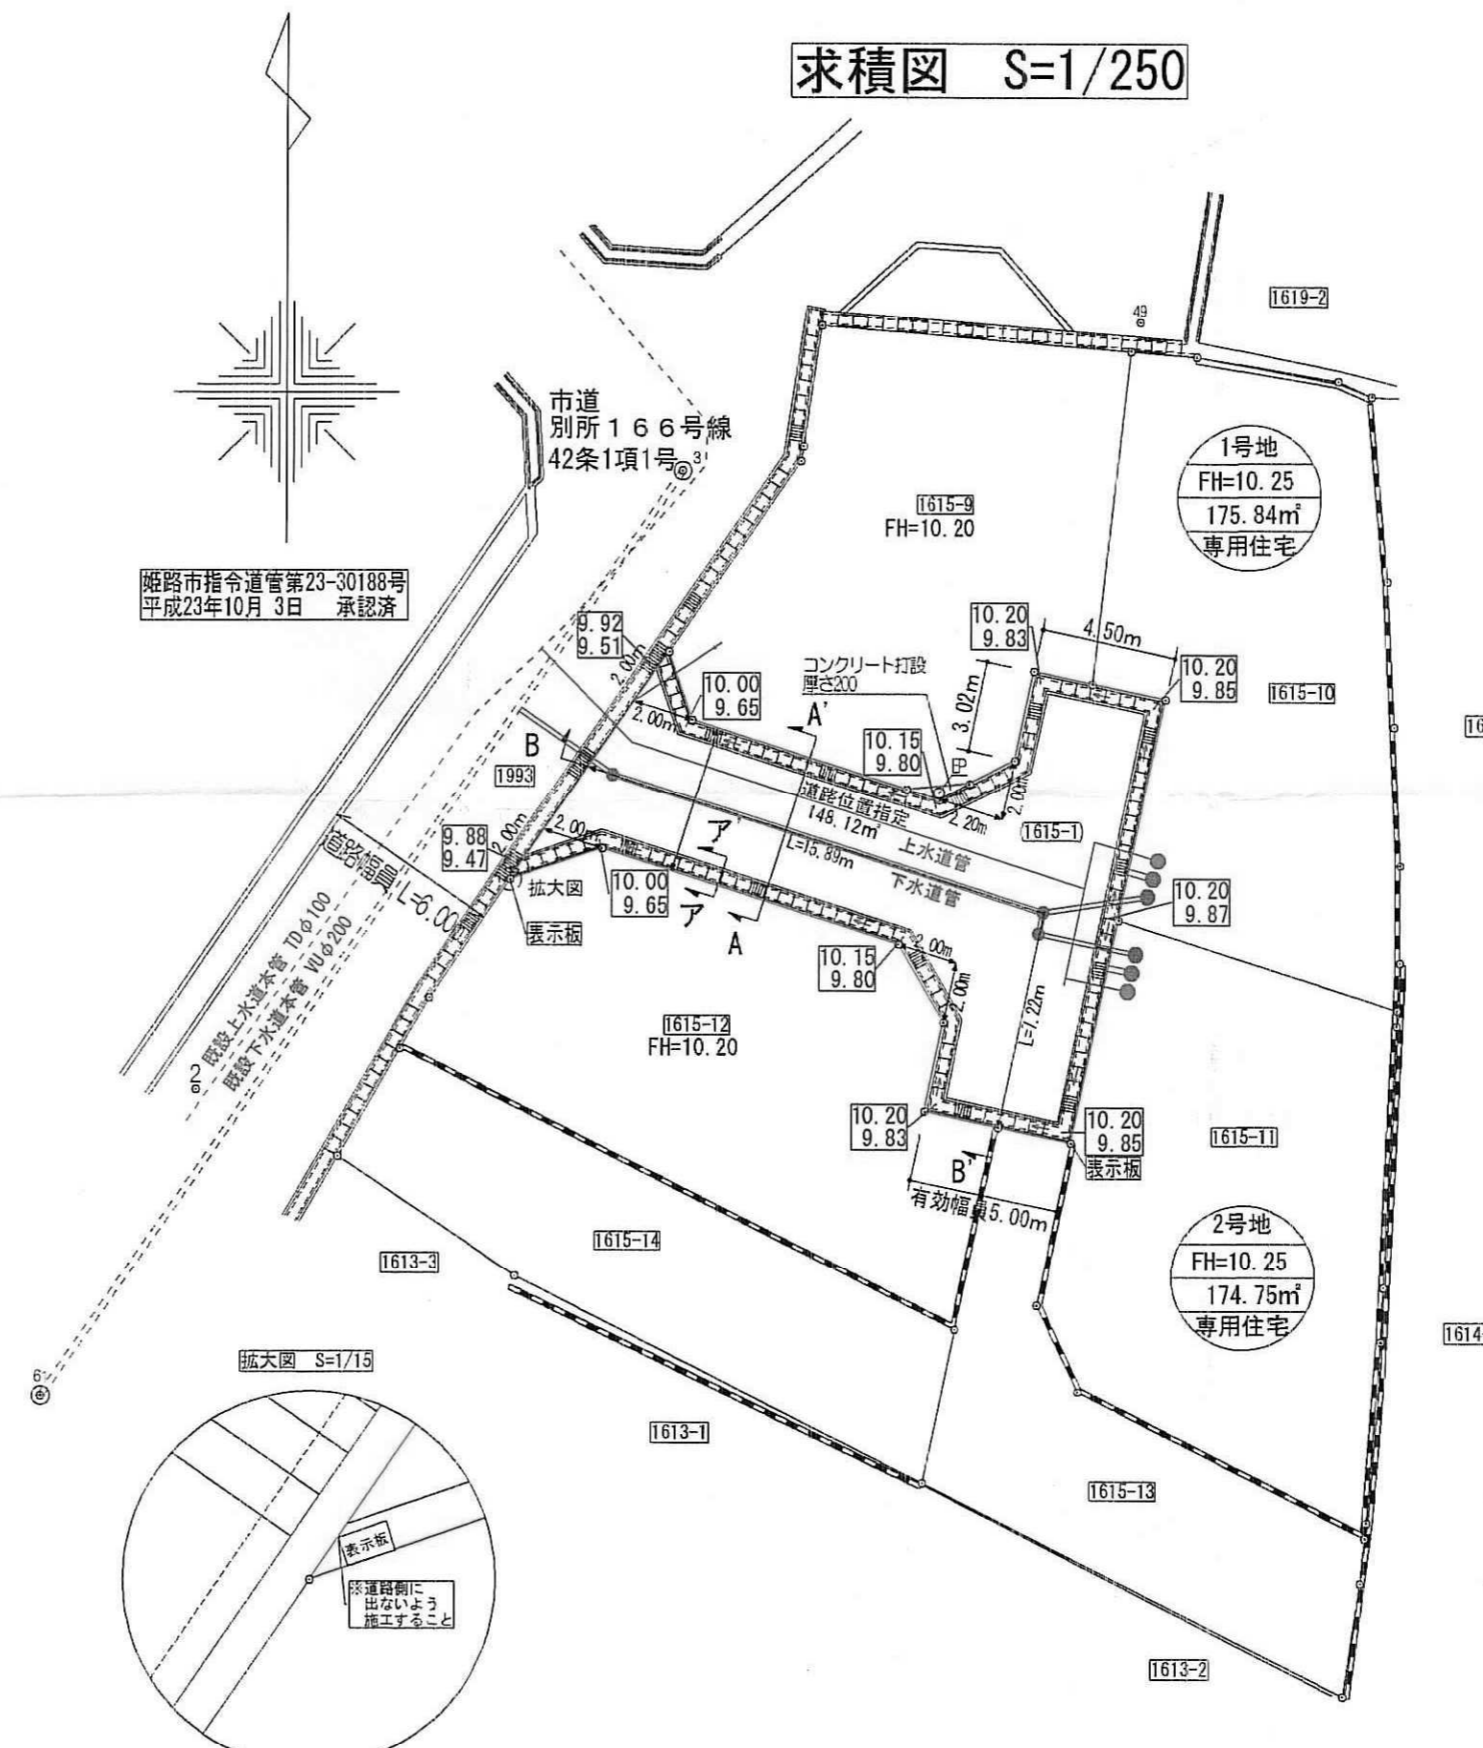 求積図 S=1/250
1619-2
49
市道
別所166号線
42条1項1号
3
1号地
FH=10.25
175.84㎡
専用住宅
1615-9
FH=10.20
姫路市指令道管第23-30188号
平成23年10月 3日 承認済
9.92
9.51
2.00m
10.20
9.83
4.50m
コンクリート打設
厚さ200
3.02m
10.20
9.85
1615-10
10.00
9.65
2.00m
A'
B
10.15
9.80
EP
1993
道路位置指定
148.12㎡
2.20m
2.00m
(1615-1)
9.88
9.47
2.00m
2.00m
ア'
L=15.89m
上水道管
下水道管
道路幅員 L=6.00
拡大図
10.00
9.65
ア
A
10.20
9.87
表示板
2.00m
10.15
9.80
2.00m
既設上水道本管 TDφ100
既設下水道本管 VUφ200
L=7.22m
1615-12
FH=10.20
2
10.20
9.83
10.20
9.85
表示板
1615-11
B'
有効幅員5.00m
2号地
FH=10.25
174.75㎡
専用住宅
1615-14
1613-3
1614
拡大図 S=1/15
6
1613-1
1615-13
表示板
※道路側に
出ないよう
施工すること
1613-2